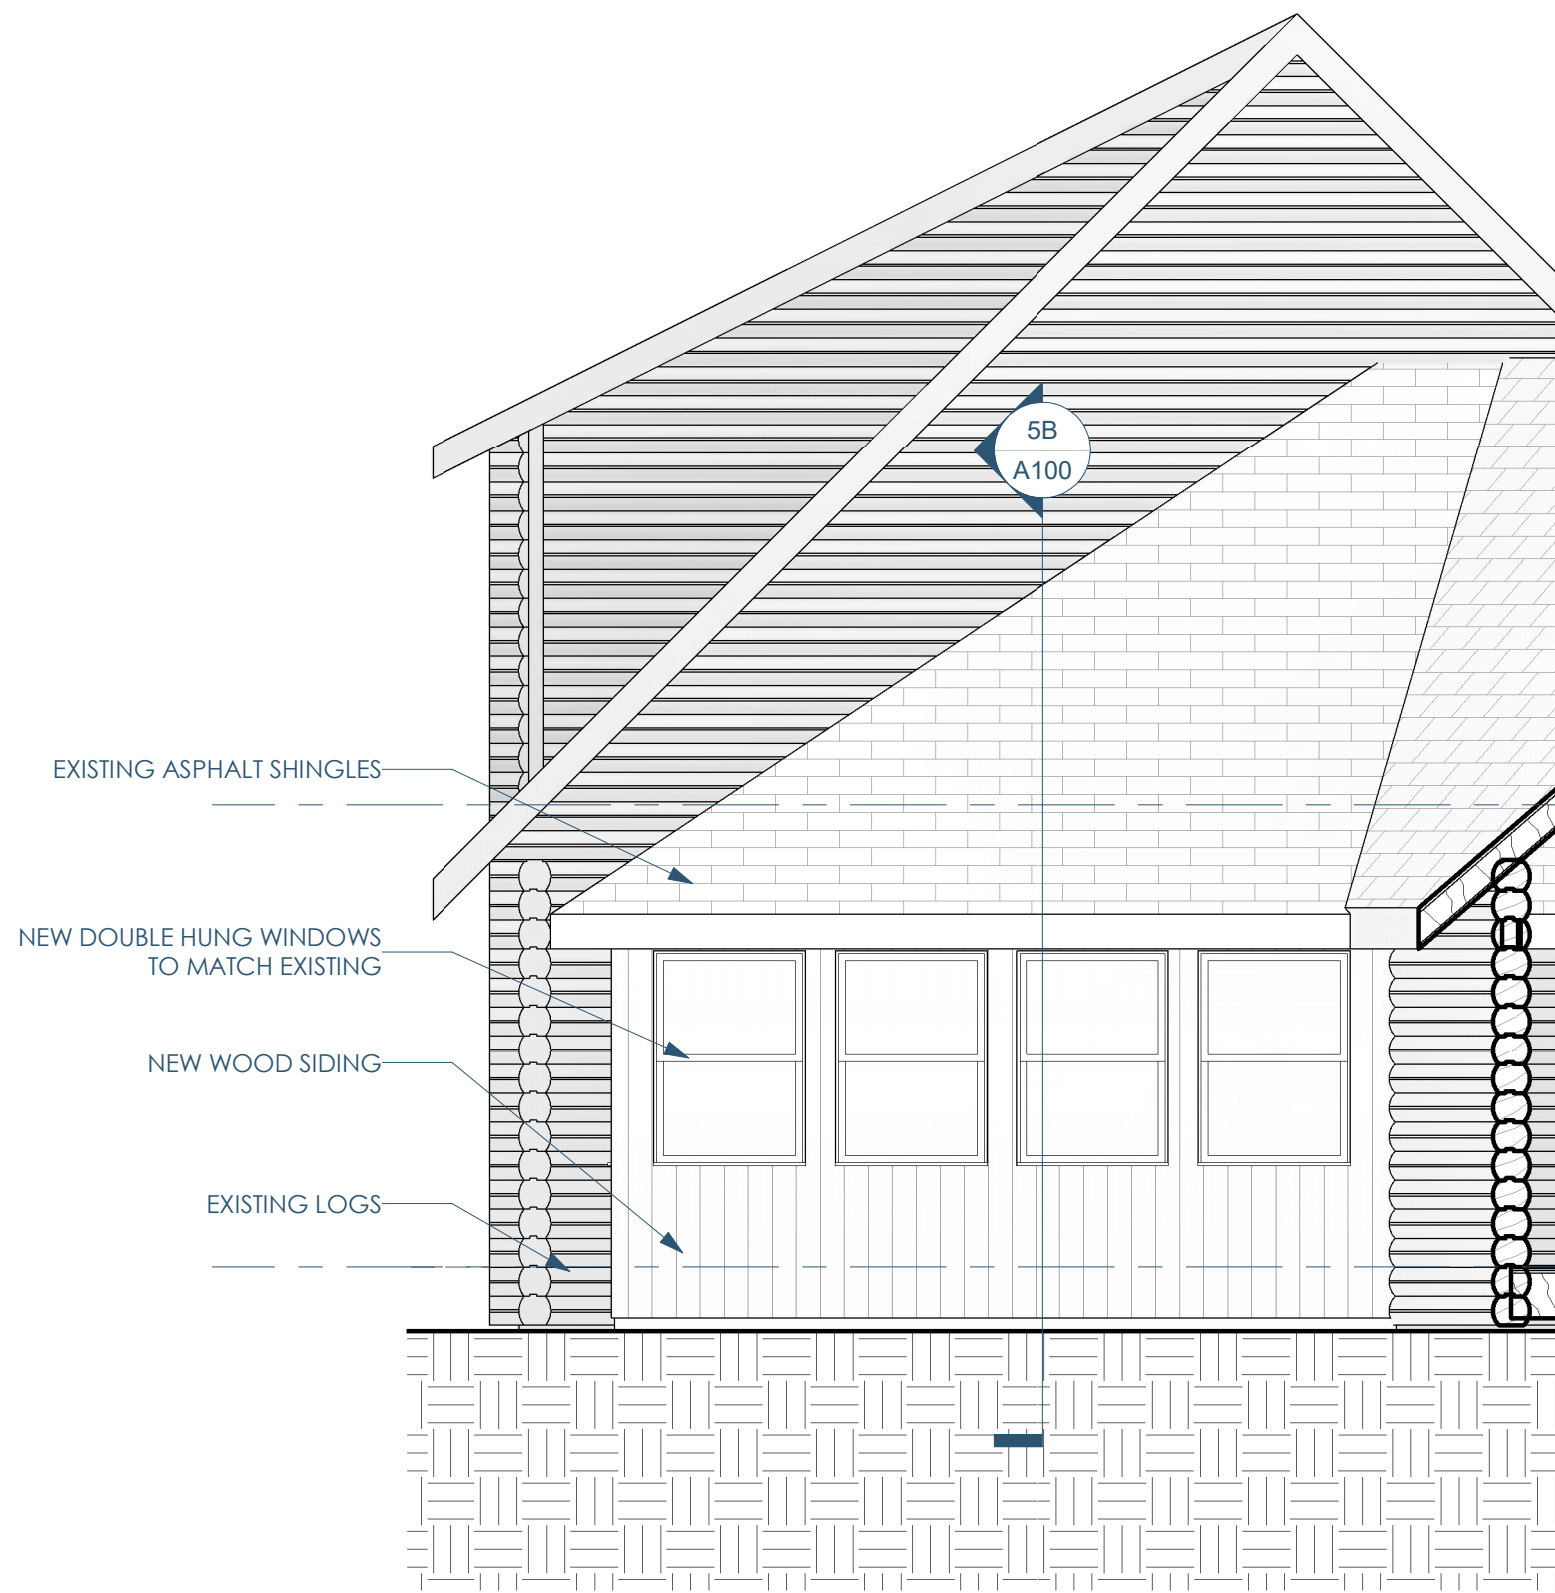 5B
A100
EXISTING ASPHALT SHINGLES
NEW DOUBLE HUNG WINDOWS
TO MATCH EXISTING
NEW WOOD SIDING
EXISTING LOGS